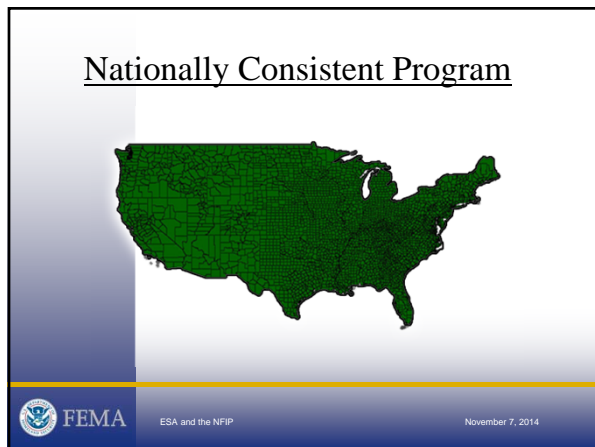 Nationally Consistent Program
FEMA
ESA and the NFIP
November 7, 2014